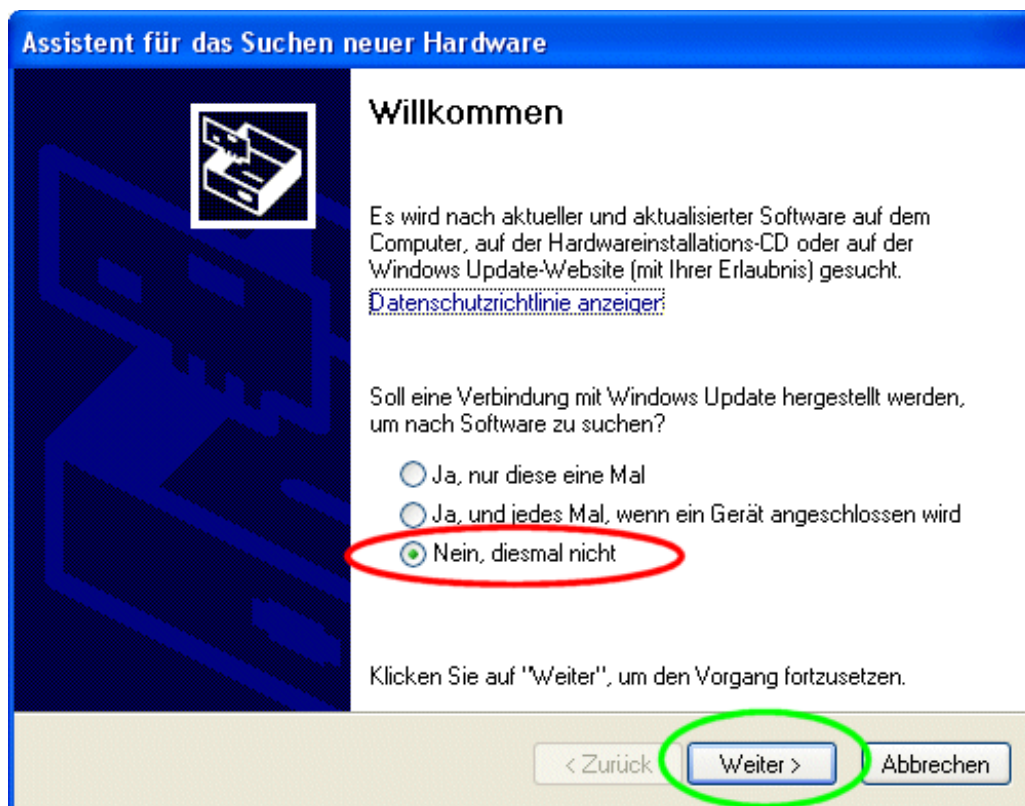 Assistent für das Suchen neuer Hardware
Willkommen
Es wird nach aktueller und aktualisierter Software auf dem
Computer, auf der Hardwareinstallations-CD oder auf der
Windows Update-Website (mit Ihrer Erlaubnis) gesucht.
Datenschutzrichtlinie anzeiger
Soll eine Verbindung mit Windows Update hergestellt werden,
um nach Software zu suchen?
Ja, nur diese eine Mal
Ja, und jedes Mal, wenn ein Gerät angeschlossen wird
Nein, diesmal nicht
Klicken Sie auf "Weiter", um den Vorgang fortzusetzen.
< Zurück Weiter > Abbrechen